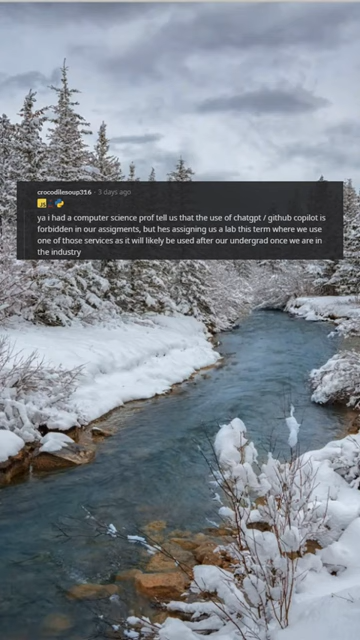 crocodilesoup316 · 3 days ago
JS
ya i had a computer science prof tell us that the use of chatgpt / github copilot is
forbidden in our assigments, but hes assigning us a lab this term where we use
one of those services as it will likely be used after our undergrad once we are in
the industry